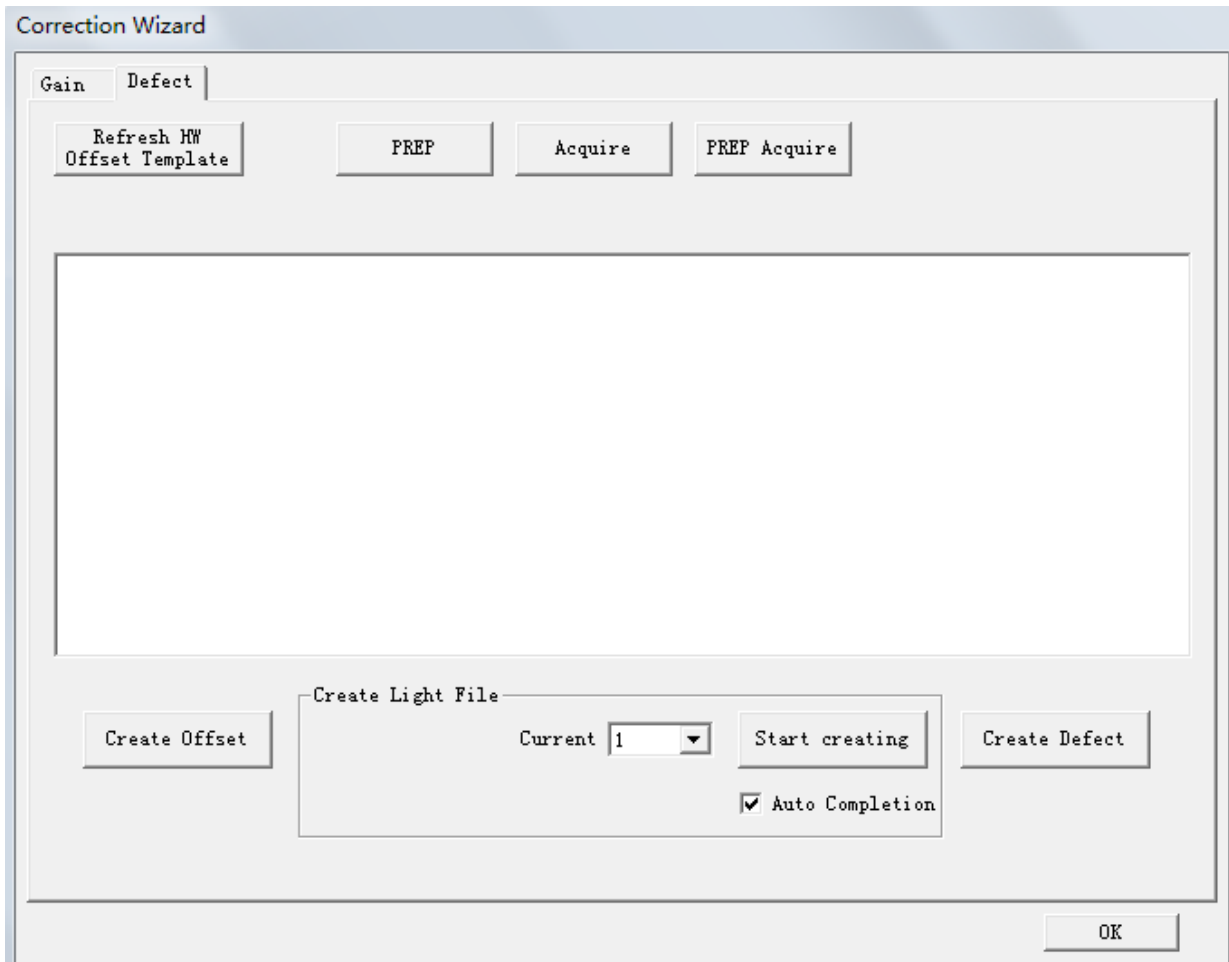 Correction Wizard
Gain
Defect
Refresh HW
Offset Template
PREP
Acquire
PREP Acquire
Create Offset
Create Light File
Current 1
Start creating
Auto Completion
Create Defect
OK